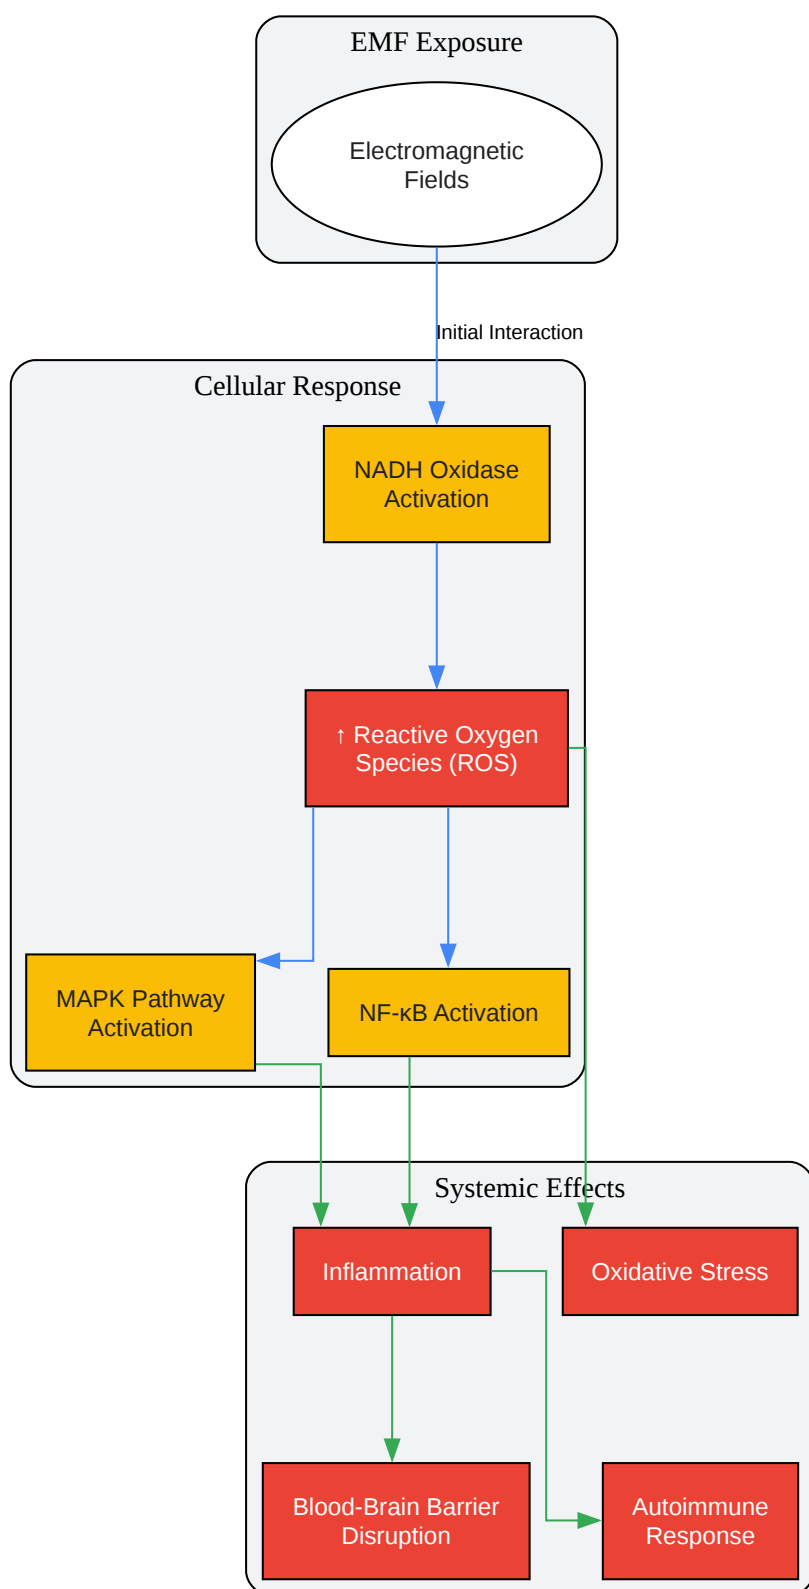 EMF Exposure
Electromagnetic
Fields
Initial Interaction
Cellular Response
NADH Oxidase
Activation
↑ Reactive Oxygen
Species (ROS)
MAPK Pathway
Activation
NF-κB Activation
Systemic Effects
Inflammation
Oxidative Stress
Blood-Brain Barrier
Disruption
Autoimmune
Response